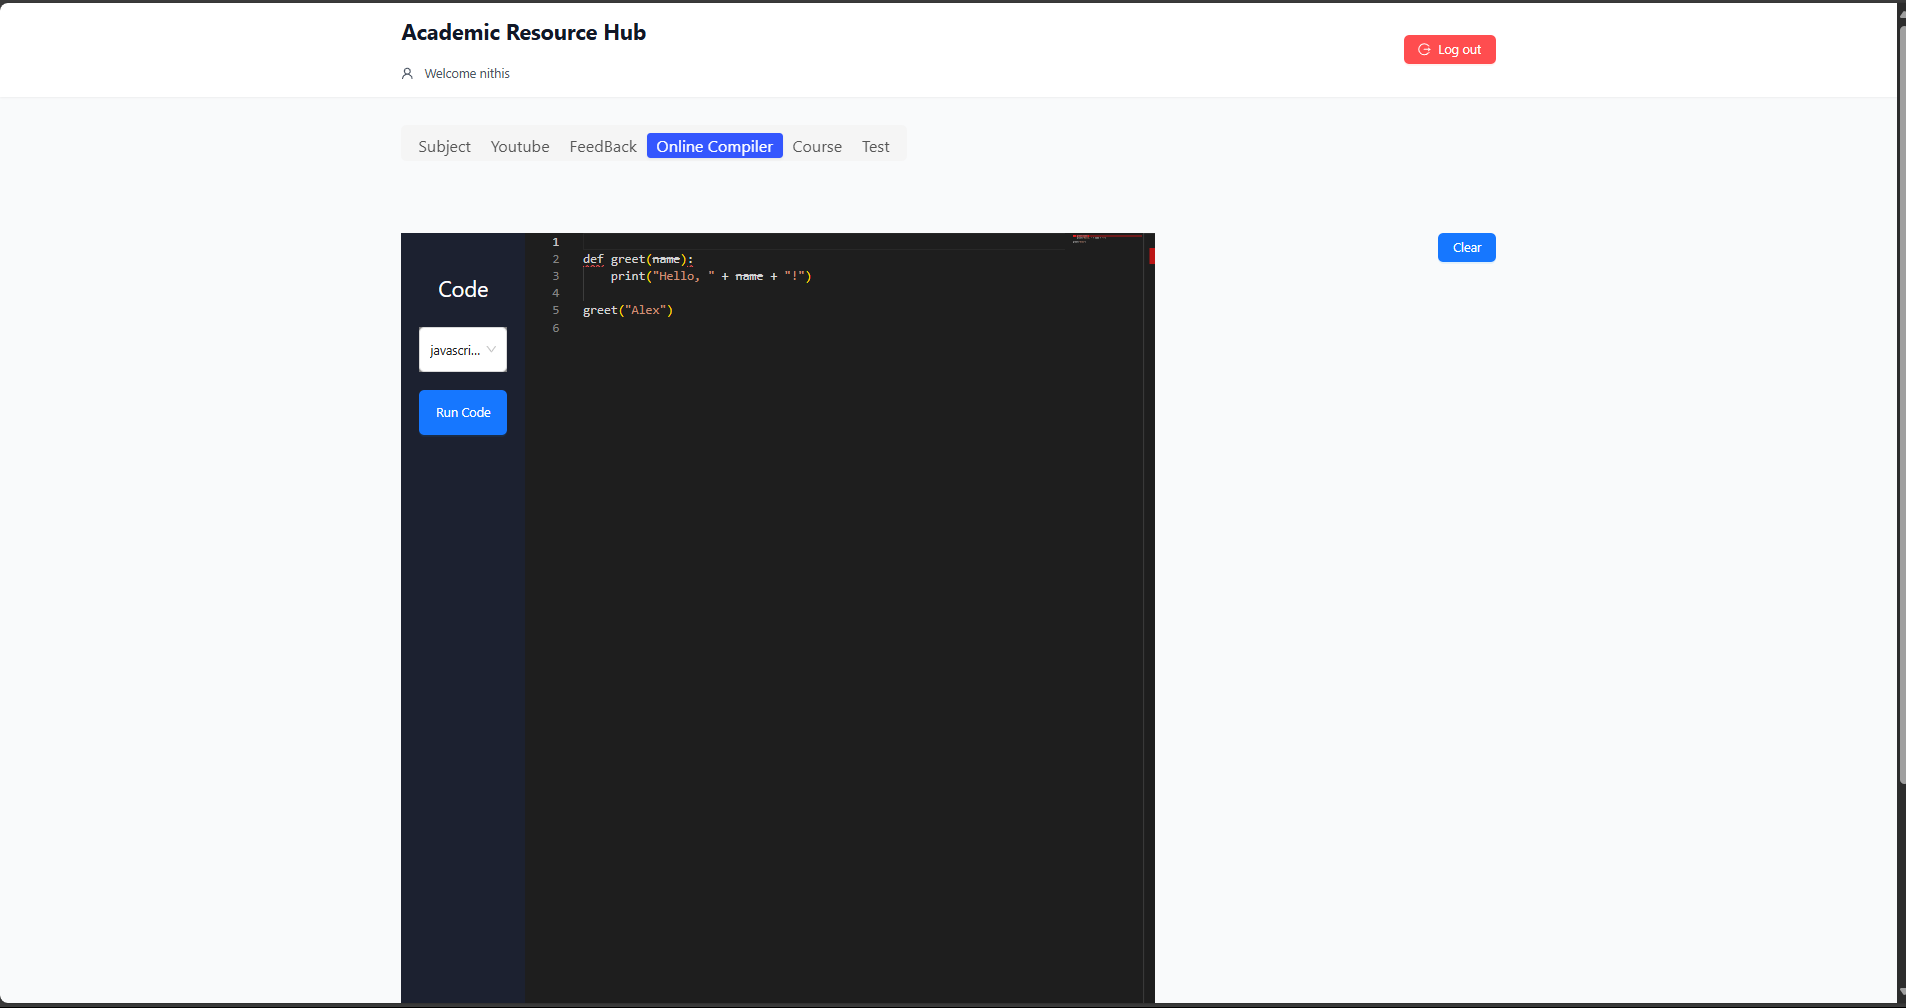 Academic Resource Hub
Welcome nithis
Log out
Subject Youtube FeedBack Online Compiler Course Test
Code
javascri...
Run Code
1
2 def greet(name):
3     print("Hello, " + name + "!")
4
5 greet("Alex")
6
Clear